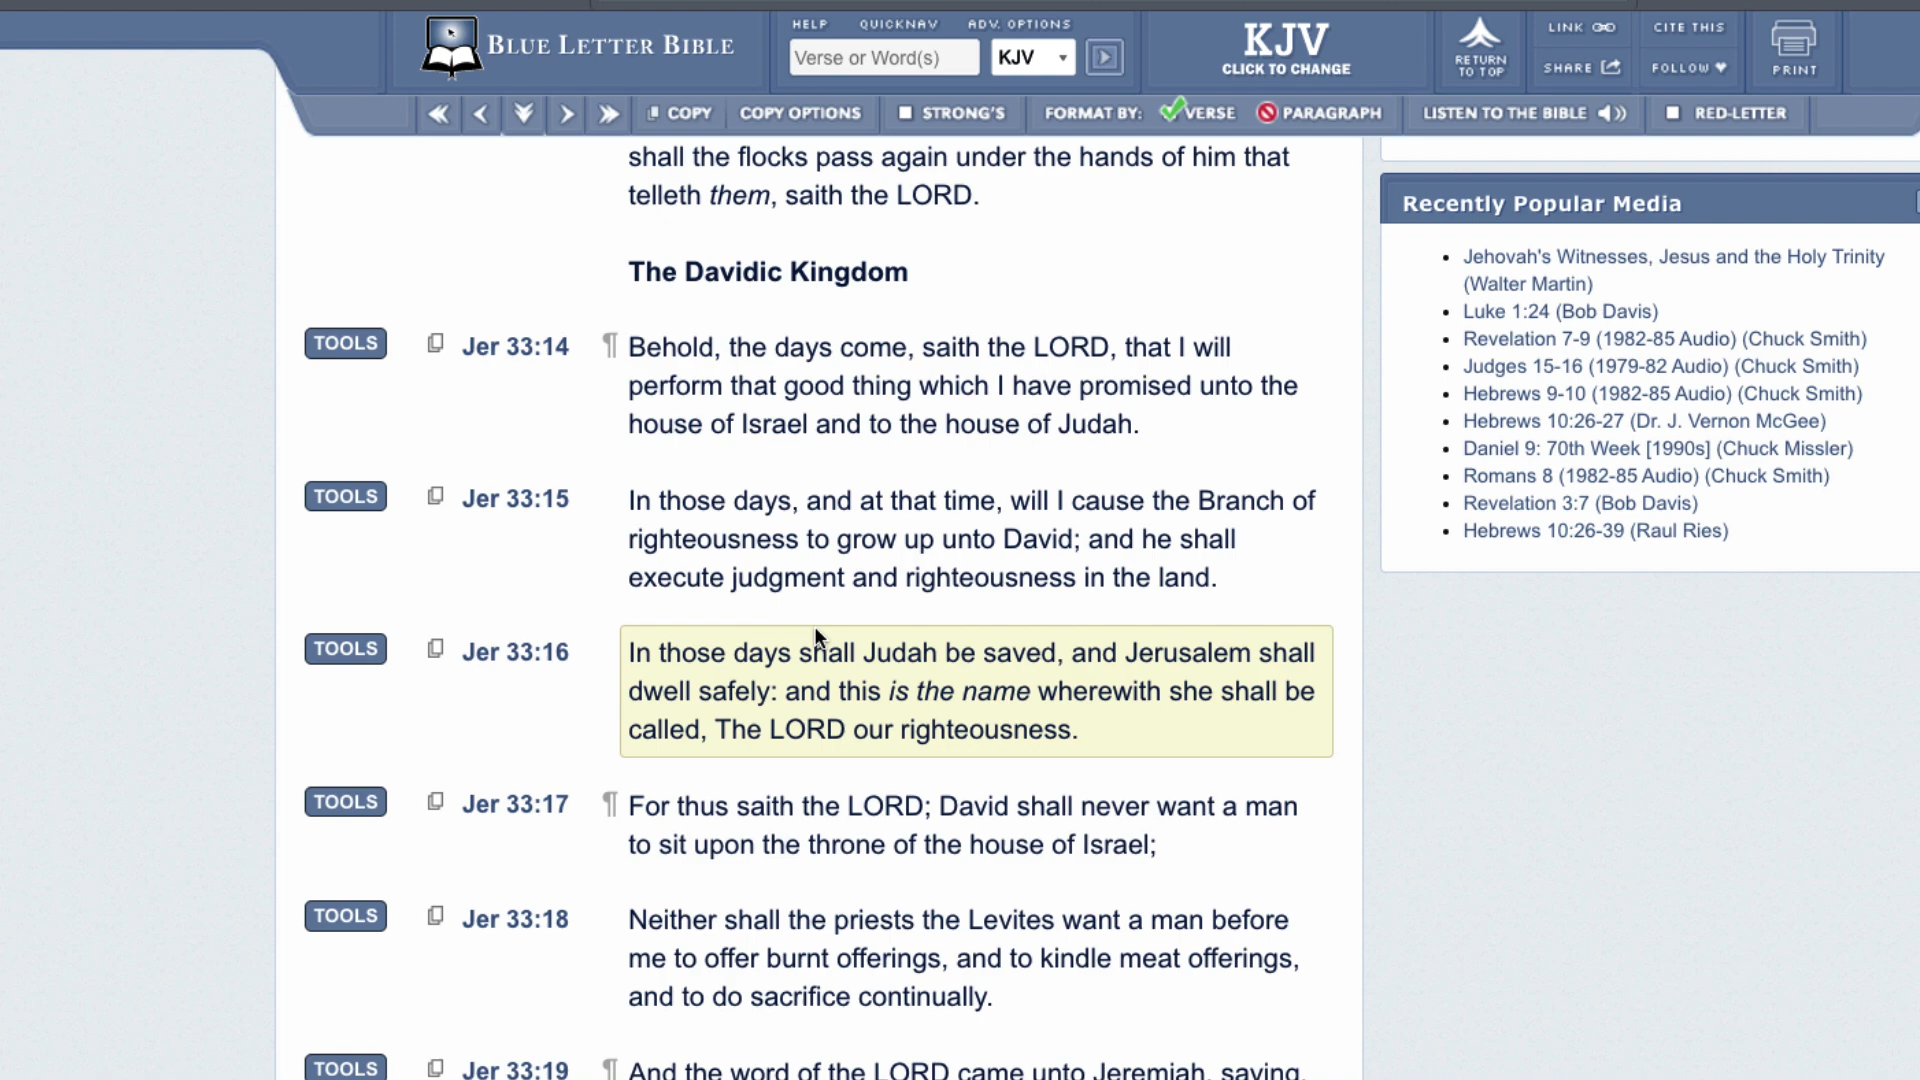 HELP QUICKNAV ADV. OPTIONS
BLUE LETTER BIBLE
Verse or Word(s) KJV
KJV
CLICK TO CHANGE
RETURN
TO TOP
LINK
SHARE
CITE THIS
FOLLOW
PRINT
COPY COPY OPTIONS STRONG'S FORMAT BY: VERSE PARAGRAPH LISTEN TO THE BIBLE RED-LETTER
shall the flocks pass again under the hands of him that
telleth them, saith the LORD.
The Davidic Kingdom
TOOLS Jer 33:14 ¶ Behold, the days come, saith the LORD, that I will
perform that good thing which I have promised unto the
house of Israel and to the house of Judah.
TOOLS Jer 33:15 In those days, and at that time, will I cause the Branch of
righteousness to grow up unto David; and he shall
execute judgment and righteousness in the land.
TOOLS Jer 33:16 In those days shall Judah be saved, and Jerusalem shall
dwell safely: and this is the name wherewith she shall be
called, The LORD our righteousness.
TOOLS Jer 33:17 ¶ For thus saith the LORD; David shall never want a man
to sit upon the throne of the house of Israel;
TOOLS Jer 33:18 Neither shall the priests the Levites want a man before
me to offer burnt offerings, and to kindle meat offerings,
and to do sacrifice continually.
TOOLS Jer 33:19 ¶ And the word of the LORD came unto Jeremiah, saying,
Recently Popular Media
• Jehovah's Witnesses, Jesus and the Holy Trinity
(Walter Martin)
• Luke 1:24 (Bob Davis)
• Revelation 7-9 (1982-85 Audio) (Chuck Smith)
• Judges 15-16 (1979-82 Audio) (Chuck Smith)
• Hebrews 9-10 (1982-85 Audio) (Chuck Smith)
• Hebrews 10:26-27 (Dr. J. Vernon McGee)
• Daniel 9: 70th Week [1990s] (Chuck Missler)
• Romans 8 (1982-85 Audio) (Chuck Smith)
• Revelation 3:7 (Bob Davis)
• Hebrews 10:26-39 (Raul Ries)